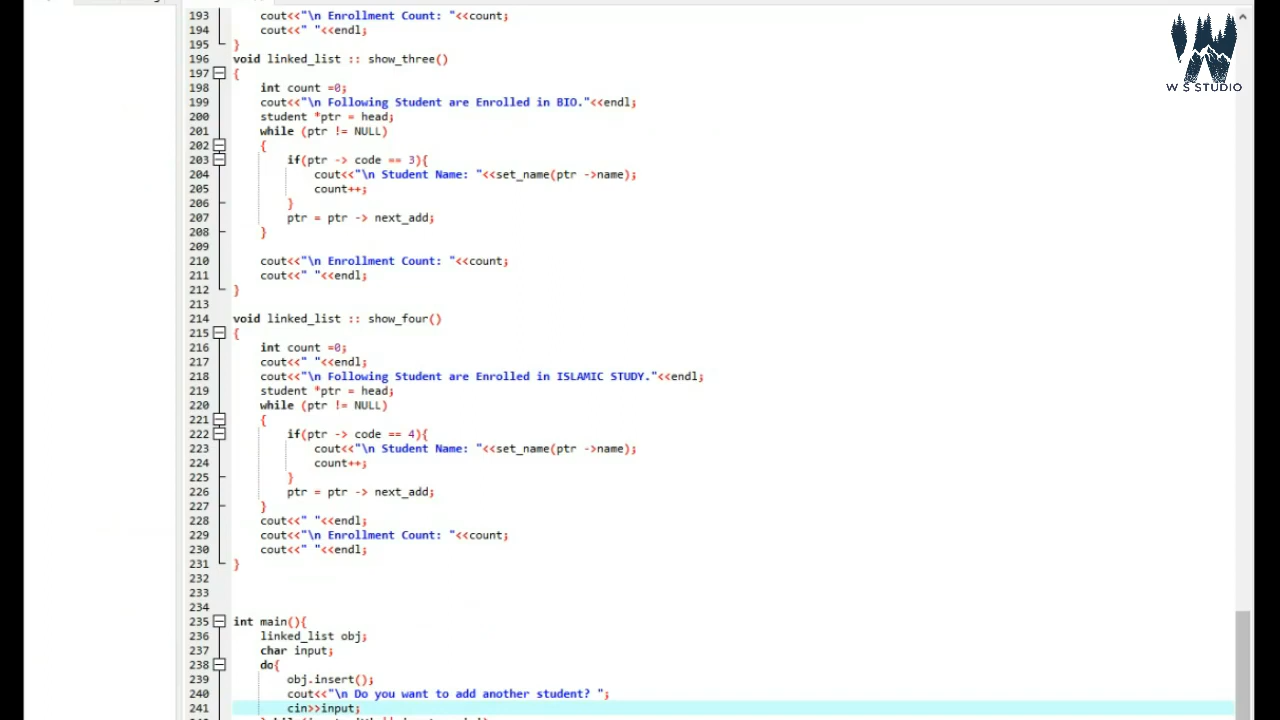 193 cout<<"\n Enrollment Count: "<<count;
194 cout<<" "<<endl;
195 }
196 void linked_list :: show_three()
197 {
198 int count =0;
199 cout<<"\n Following Student are Enrolled in BIO."<<endl;
200 student *ptr = head;
201 while (ptr != NULL)
202 {
203 if(ptr -> code == 3){
204 cout<<"\n Student Name: "<<set_name(ptr ->name);
205 count++;
206 }
207 ptr = ptr -> next_add;
208 }
209
210 cout<<"\n Enrollment Count: "<<count;
211 cout<<" "<<endl;
212 }
213
214 void linked_list :: show_four()
215 {
216 int count =0;
217 cout<<" "<<endl;
218 cout<<"\n Following Student are Enrolled in ISLAMIC STUDY."<<endl;
219 student *ptr = head;
220 while (ptr != NULL)
221 {
222 if(ptr -> code == 4){
223 cout<<"\n Student Name: "<<set_name(ptr ->name);
224 count++;
225 }
226 ptr = ptr -> next_add;
227 }
228 cout<<" "<<endl;
229 cout<<"\n Enrollment Count: "<<count;
230 cout<<" "<<endl;
231 }
232
233
234
235 int main(){
236 linked_list obj;
237 char input;
238 do{
239 obj.insert();
240 cout<<"\n Do you want to add another student? ";
241 cin>>input;
W S STUDIO